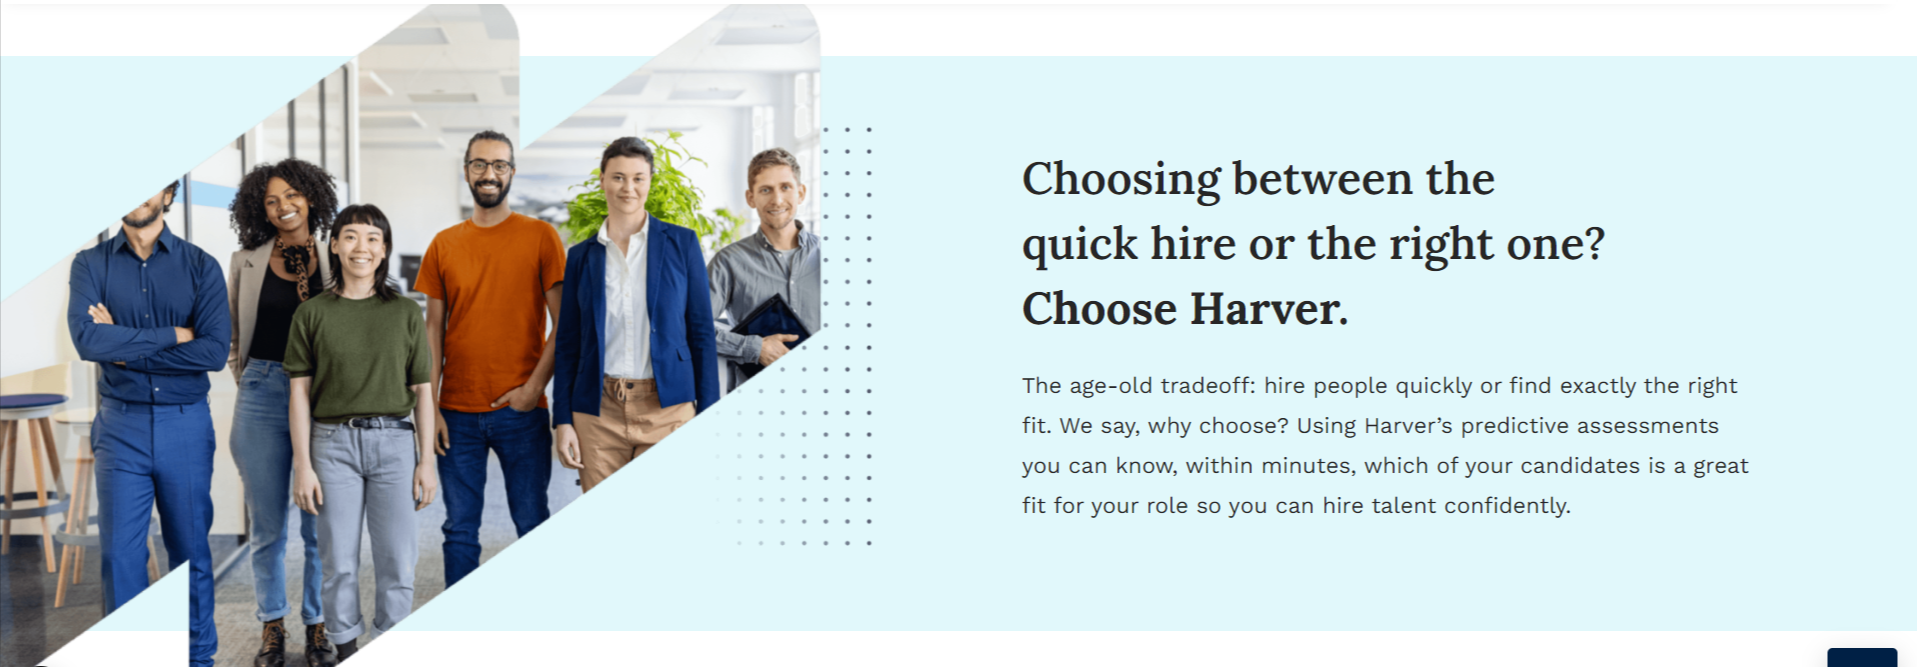 Choosing between the
quick hire or the right one?
Choose Harver.
The age-old tradeoff: hire people quickly or find exactly the right
fit. We say, why choose? Using Harver’s predictive assessments
you can know, within minutes, which of your candidates is a great
fit for your role so you can hire talent confidently.